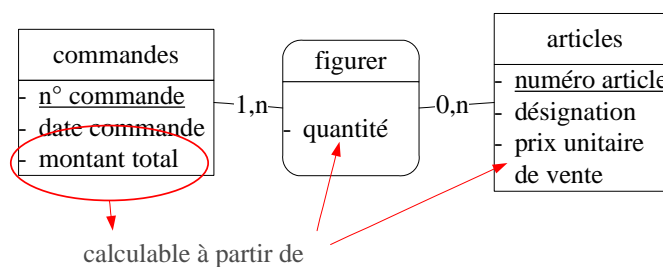 commandes
- n° commande
- date commande
- montant total
1,n
figurer
- quantité
0,n
articles
- numéro article
- désignation
- prix unitaire
de vente
calculable à partir de